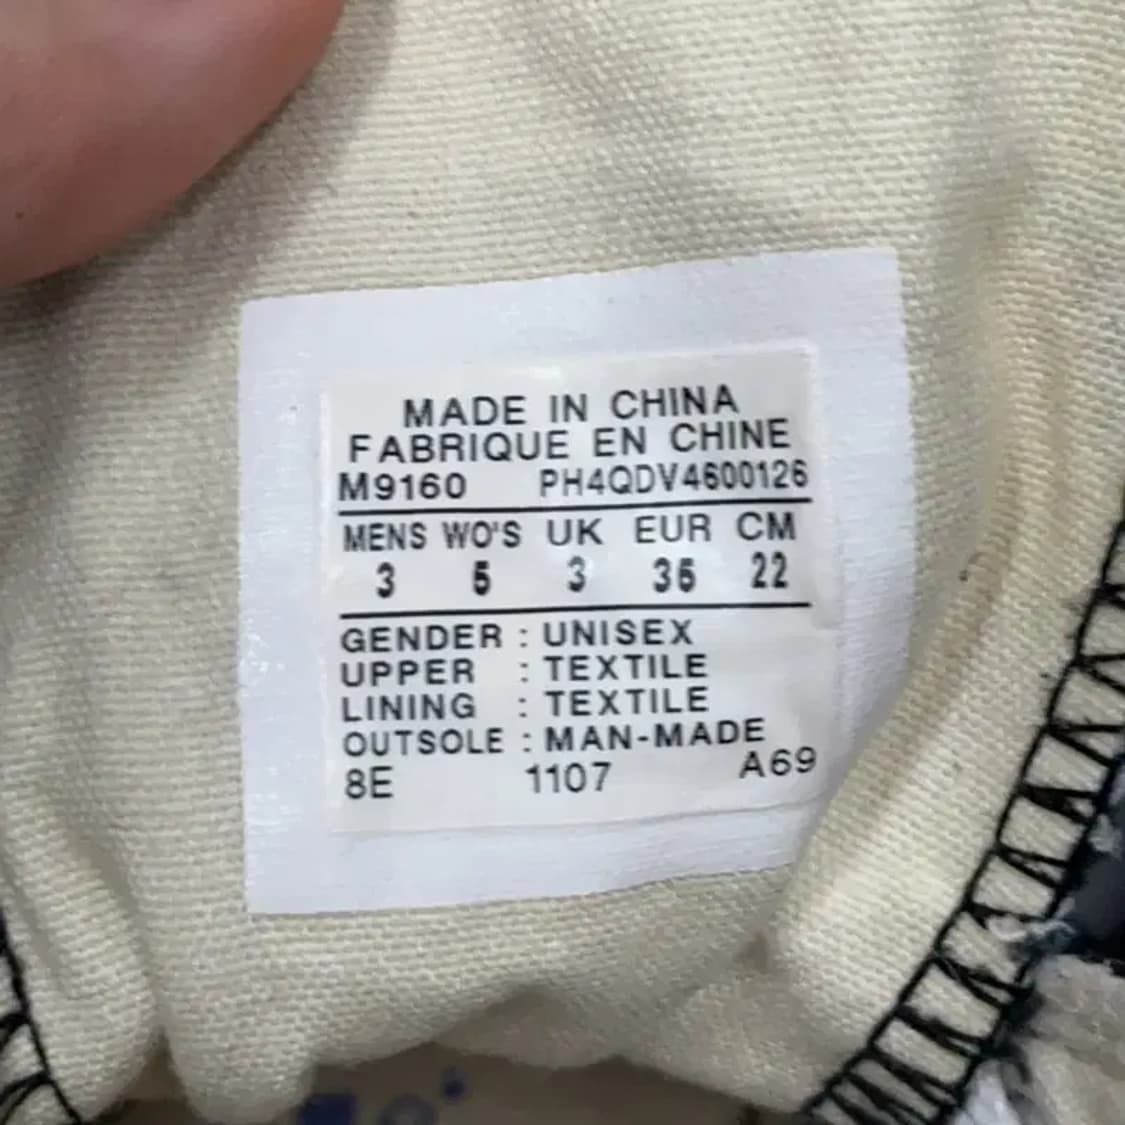 MADE IN CHINA
FABRIQUE EN CHINE
M9160 PH4QDV4600126
MENS WO'S UK EUR CM
3 5 3 35 22
GENDER : UNISEX
UPPER : TEXTILE
LINING : TEXTILE
OUTSOLE : MAN-MADE
8E 1107 A69